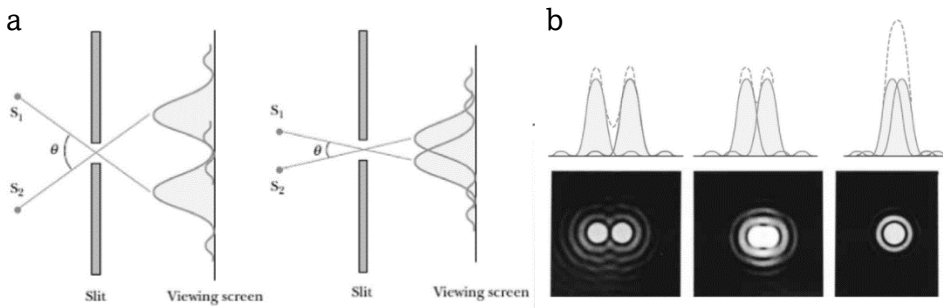 a
S1
θ
S2
Slit
Viewing screen
S1
θ
S2
Slit
Viewing screen
b